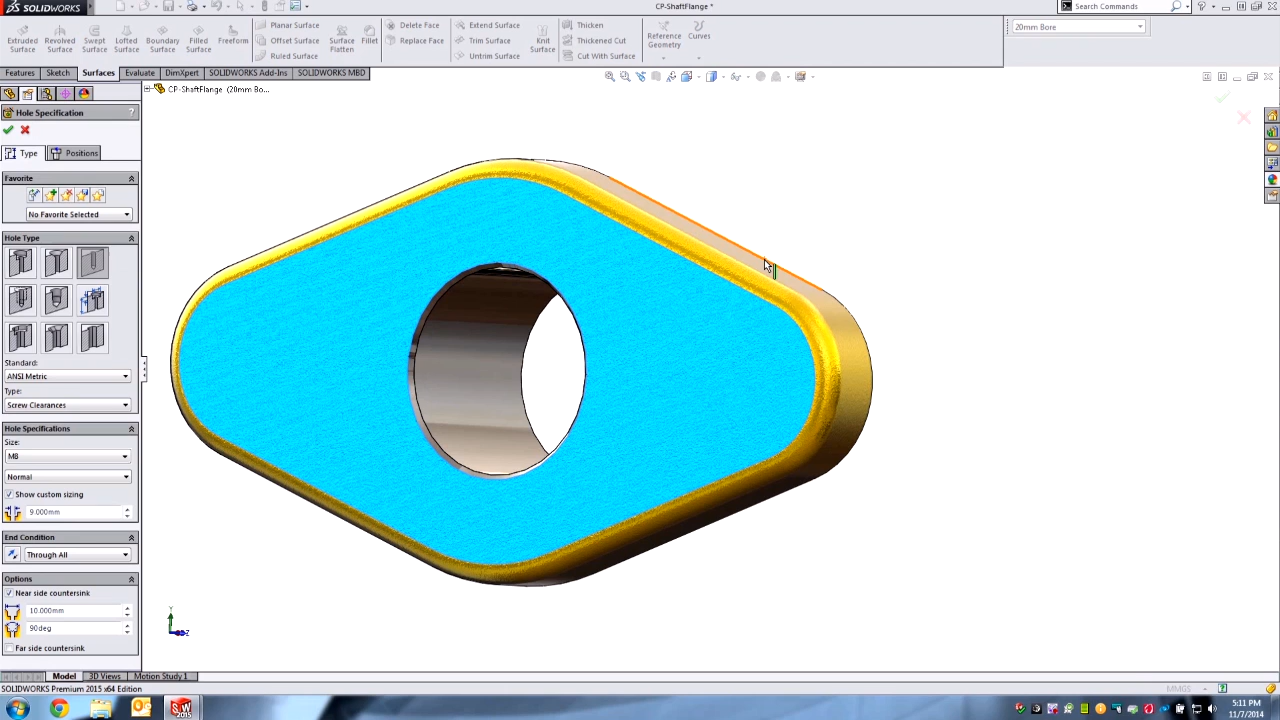 SOLIDWORKS
CP-ShaftFlange *
Search Commands
Extruded Surface
Revolved Surface
Swept Surface
Lofted Surface
Boundary Surface
Filled Surface
Freeform
Planar Surface
Offset Surface
Ruled Surface
Surface Flatten
Fillet
Delete Face
Replace Face
Extend Surface
Trim Surface
Untrim Surface
Knit Surface
Thicken
Thickened Cut
Cut With Surface
Reference Geometry
Curves
20mm Bore
Features
Sketch
Surfaces
Evaluate
DimXpert
SOLIDWORKS Add-Ins
SOLIDWORKS MBD
CP-ShaftFlange (20mm Bo...
Hole Specification
?
Type
Positions
Favorite
No Favorite Selected
Hole Type
Standard:
ANSI Metric
Type:
Screw Clearances
Hole Specifications
Size:
M8
Normal
Show custom sizing
9.000mm
End Condition
Through All
Options
Near side countersink
10.000mm
90deg
Far side countersink
Y
Z
Model
3D Views
Motion Study 1
SOLIDWORKS Premium 2015 x64 Edition
MMGS
5:11 PM
11/7/2014